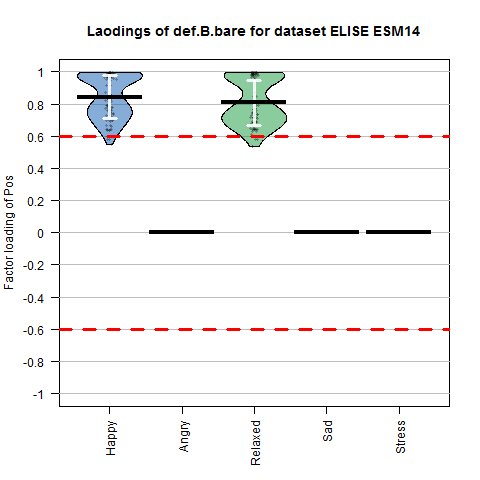 Laodings of def.B.bare for dataset ELISE ESM14
Factor loading of Pos
1
0.8
0.6
0.4
0.2
0
-0.2
-0.4
-0.6
-0.8
-1
Happy
Angry
Relaxed
Sad
Stress